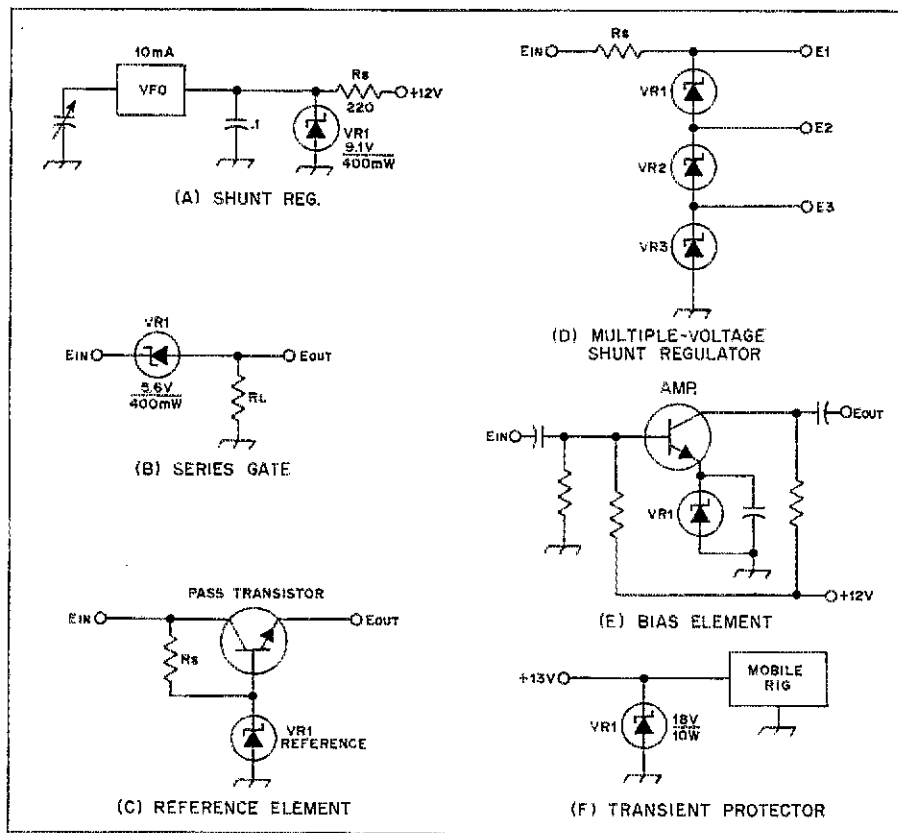 10mA
VFO
Rs
220
+12V
.1
VR1
9.1V
400mW
(A) SHUNT REG.
VR1
EIN
EOUT
5.6V
400mW
RL
(B) SERIES GATE
PASS TRANSISTOR
EIN
EOUT
Rs
VR1
REFERENCE
(C) REFERENCE ELEMENT
EIN
Rs
E1
VR1
E2
VR2
E3
VR3
(D) MULTIPLE-VOLTAGE
SHUNT REGULATOR
AMP.
EIN
EOUT
VR1
+12V
(E) BIAS ELEMENT
+13V
MOBILE
RIG
VR1
18V
10W
(F) TRANSIENT PROTECTOR